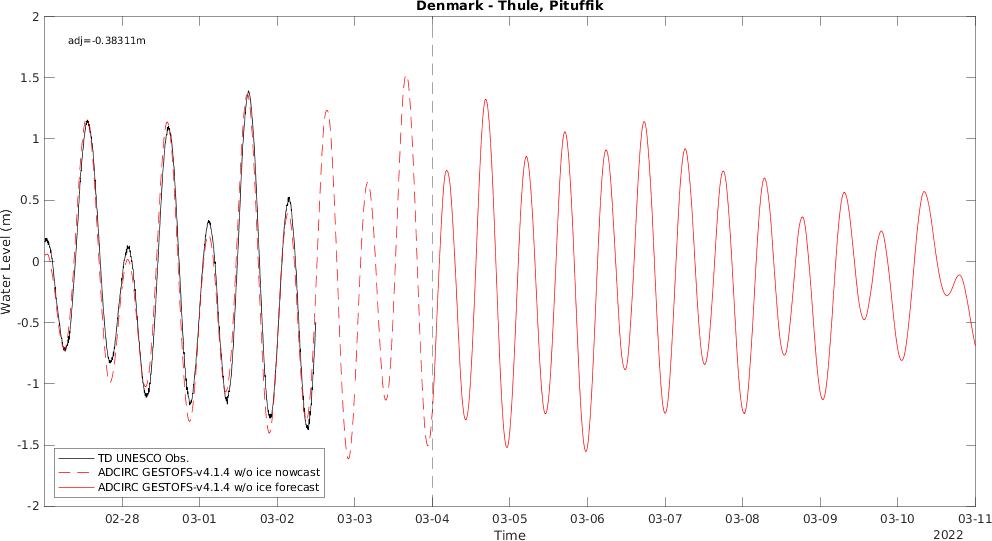 Denmark - Thule, Pituffik
adj=-0.38311m
Water Level (m)
2
1.5
1
0.5
0
-0.5
-1
-1.5
-2
TD UNESCO Obs.
ADCIRC GESTOFS-v4.1.4 w/o ice nowcast
ADCIRC GESTOFS-v4.1.4 w/o ice forecast
02-28 03-01 03-02 03-03 03-04 03-05 03-06 03-07 03-08 03-09 03-10 03-11
Time
2022